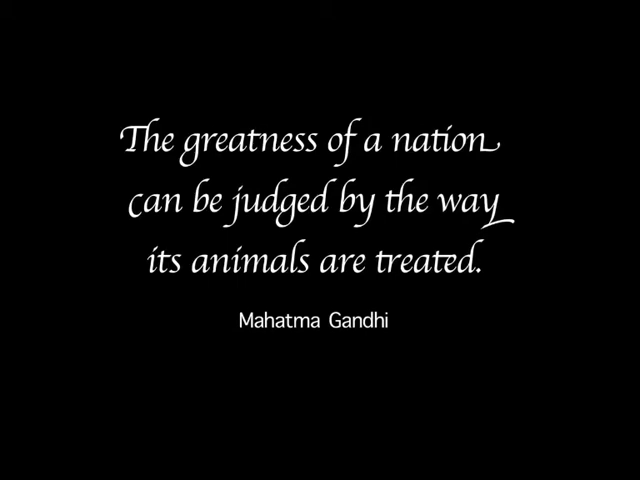 The greatness of a nation
can be judged by the way
its animals are treated.
Mahatma Gandhi